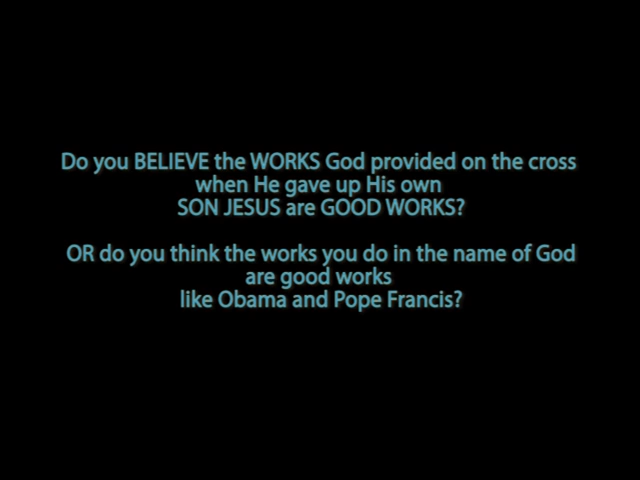 Do you BELIEVE the WORKS God provided on the cross
when He gave up His own
SON JESUS are GOOD WORKS?
OR do you think the works you do in the name of God
are good works
like Obama and Pope Francis?